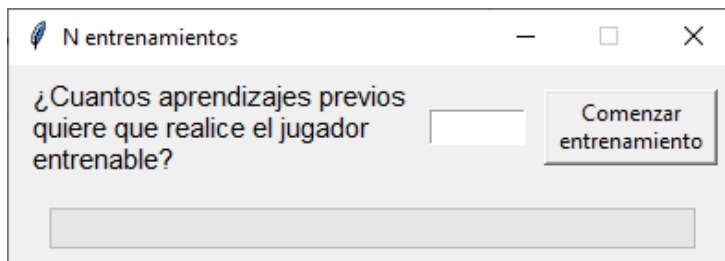 N entrenamientos
¿Cuantos aprendizajes previos
quiere que realice el jugador
entrenable?
Comenzar
entrenamiento